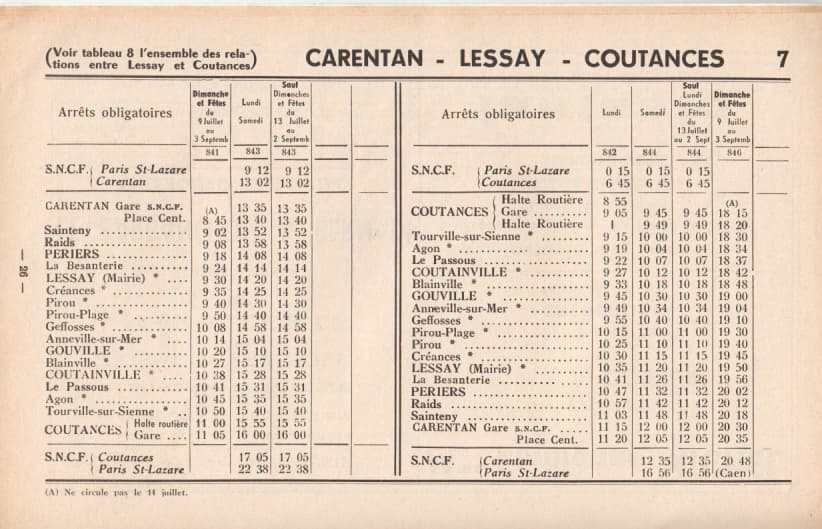 (Voir tableau 8 l'ensemble des rela-) CARENTAN - LESSAY - COUTANCES 7
(tions entre Lessay et Coutances)
Arrêts obligatoires
Dimanche et Fêtes du 9 Juillet au 3 Septemb
Lundi Samedi
Sauf Dimanches et Fêtes du 13 Juillet au 2 Septemb
841 843 843
S.N.C.F. Paris St-Lazare 9 12 9 12
Carentan 13 02 13 02
CARENTAN Gare S.N.C.F. (A) 13 35 13 35
Place Cent. 8 45 13 40 13 40
Sainteny 9 02 13 52 13 52
Raids 9 08 13 58 13 58
PERIERS 9 18 14 08 14 08
La Besanterie 9 24 14 14 14 14
LESSAY (Mairie) * 9 30 14 20 14 20
Créances * 9 35 14 25 14 25
Pirou * 9 40 14 30 14 30
Pirou-Plage * 9 50 14 40 14 40
Geffosses * 10 08 14 58 14 58
Anneville-sur-Mer * 10 14 15 04 15 04
GOUVILLE * 10 20 15 10 15 10
Blainville * 10 27 15 17 15 17
COUTAINVILLE * 10 38 15 28 15 28
Le Passous 10 41 15 31 15 31
Agon * 10 45 15 35 15 35
Tourville-sur-Sienne * 10 50 15 40 15 40
COUTANCES Halte routière 11 00 15 55 15 55
Gare 11 05 16 00 16 00
S.N.C.F. Coutances 17 05 17 05
Paris St-Lazare 22 38 22 38
(A) Ne circule pas le 14 juillet.
Arrêts obligatoires
Lundi
Samedi
Sauf Lundi Dimanches et Fêtes du 13 Juillet au 2 Sept
Dimanche et Fêtes du 9 Juillet au 3 Septemb
842 844 844 846
S.N.C.F. Paris St-Lazare 0 15 0 15 0 15
Coutances 6 45 6 45 6 45
COUTANCES Halte Routière 8 55 (A)
Gare 9 05 9 45 9 45 18 15
Halte Routière | 9 49 9 49 18 20
Tourville-sur-Sienne * 9 15 10 00 10 00 18 30
Agon * 9 19 10 04 10 04 18 34
Le Passous 9 22 10 07 10 07 18 37
COUTAINVILLE * 9 27 10 12 10 12 18 42
Blainville * 9 33 10 18 10 18 18 48
GOUVILLE * 9 45 10 30 10 30 19 00
Anneville-sur-Mer * 9 49 10 34 10 34 19 04
Geffosses * 9 55 10 40 10 40 19 10
Pirou-Plage * 10 15 11 00 11 00 19 30
Pirou * 10 25 11 10 11 10 19 40
Créances * 10 30 11 15 11 15 19 45
LESSAY (Mairie) * 10 35 11 20 11 20 19 50
La Besanterie 10 41 11 26 11 26 19 56
PERIERS 10 47 11 32 11 32 20 02
Raids 10 57 11 42 11 42 20 12
Sainteny 11 03 11 48 11 48 20 18
CARENTAN Gare S.N.C.F. 11 15 12 00 12 00 20 30
Place Cent. 11 20 12 05 12 05 20 35
S.N.C.F. Carentan 12 35 12 35 20 48
Paris St-Lazare 16 56 16 56 (Caen)
— 26 —